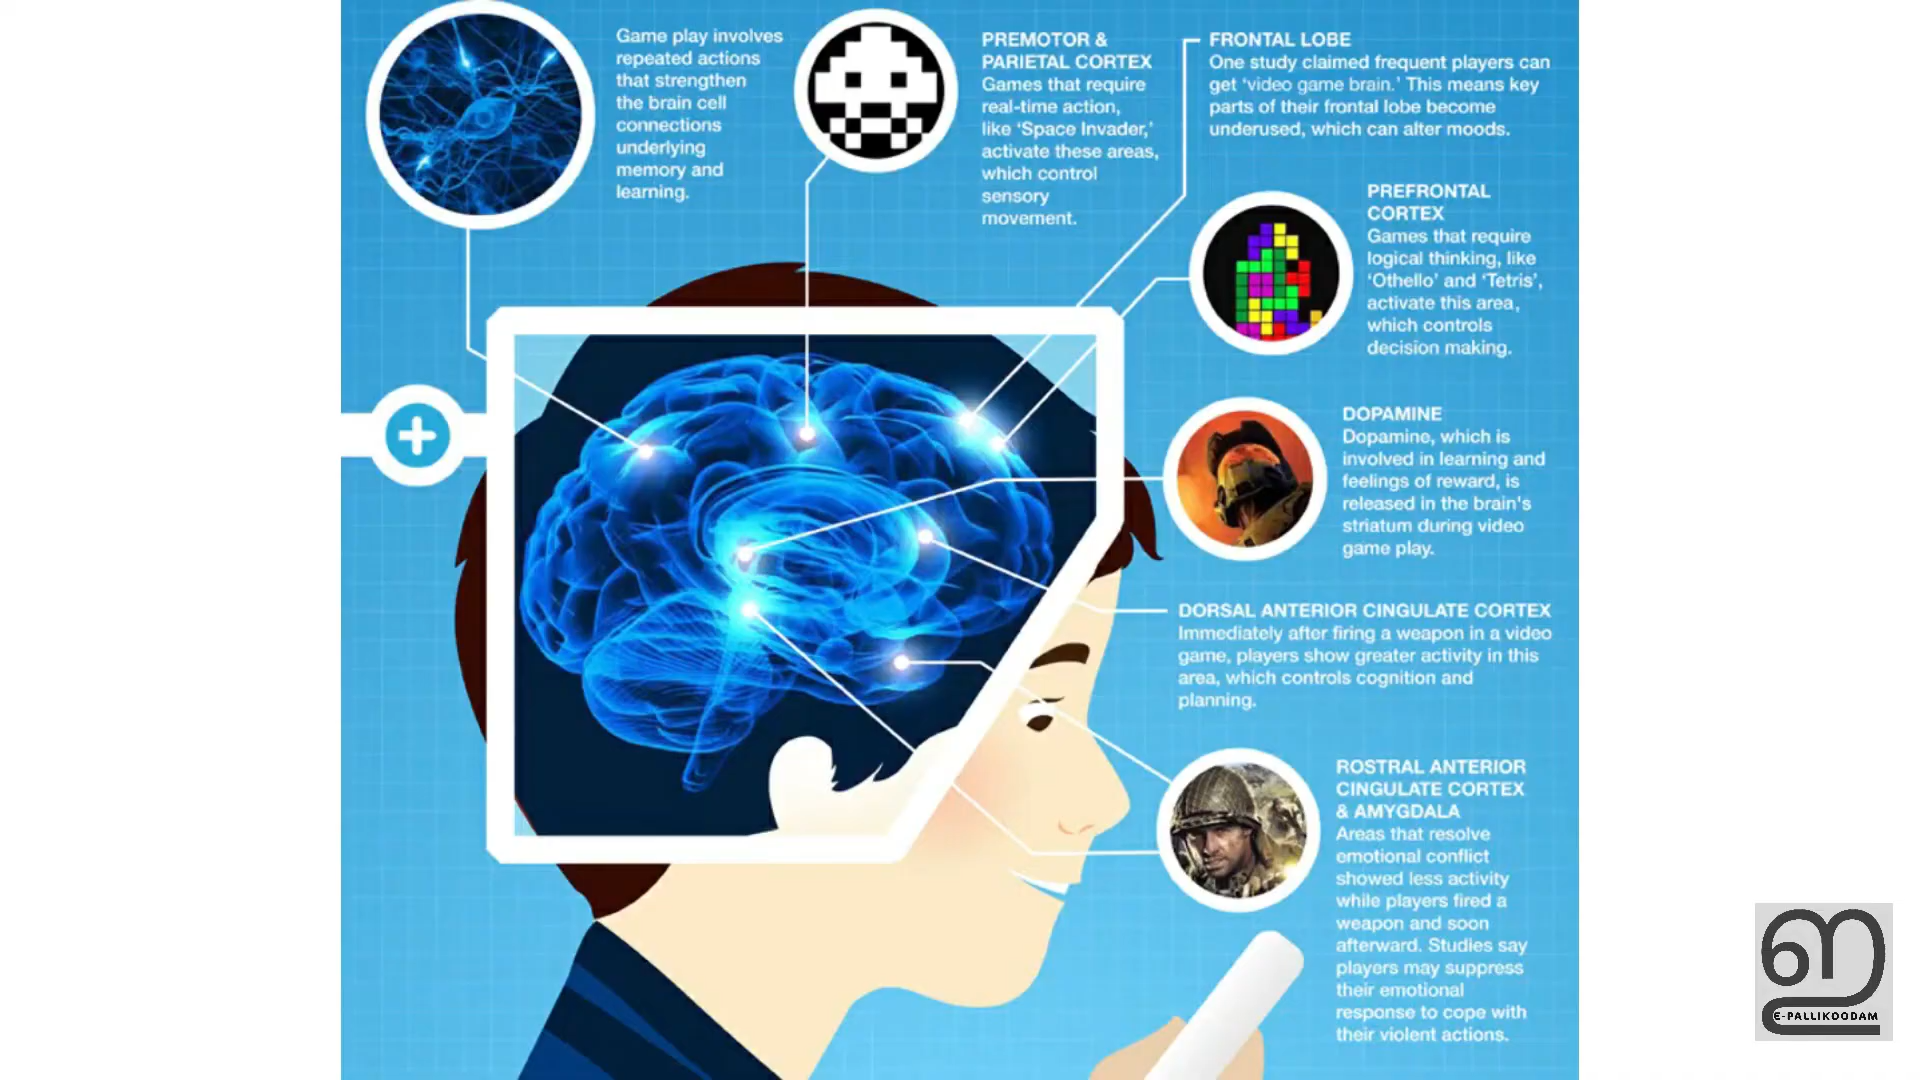 Game play involves
repeated actions
that strengthen
the brain cell
connections
underlying
memory and
learning.
PREMOTOR &
PARIETAL CORTEX
Games that require
real-time action,
like ‘Space Invader,’
activate these areas,
which control
sensory
movement.
FRONTAL LOBE
One study claimed frequent players can
get ‘video game brain.’ This means key
parts of their frontal lobe become
underused, which can alter moods.
PREFRONTAL
CORTEX
Games that require
logical thinking, like
‘Othello’ and ‘Tetris’,
activate this area,
which controls
decision making.
DOPAMINE
Dopamine, which is
involved in learning and
feelings of reward, is
released in the brain's
striatum during video
game play.
DORSAL ANTERIOR CINGULATE CORTEX
Immediately after firing a weapon in a video
game, players show greater activity in this
area, which controls cognition and
planning.
ROSTRAL ANTERIOR
CINGULATE CORTEX
& AMYGDALA
Areas that resolve
emotional conflict
showed less activity
while players fired a
weapon and soon
afterward. Studies say
players may suppress
their emotional
response to cope with
their violent actions.
E-PALLIKOODAM